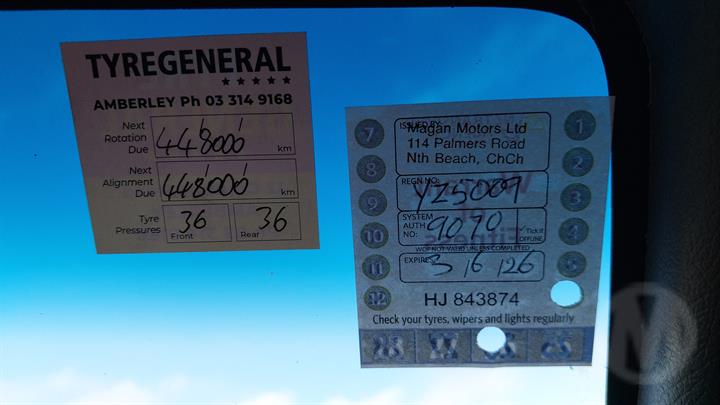 TYREGENERAL
AMBERLEY Ph 03 314 9168
Next Rotation Due 448000 km
Next Alignment Due 448000 km
Tyre Pressures 36 Front 36 Rear
ISSUED BY:
Magan Motors Ltd
114 Palmers Road
Nth Beach, ChCh
REGN NO: YZ5007
SYSTEM AUTH NO: 9070 ✓Tick if OFFLINE
WOF NOT VALID UNLESS COMPLETED
EXPIRES: 3/6/26
HJ 843874
Check your tyres, wipers and lights regularly
7 1
8 2
9 3
10 4
11 5
12
M